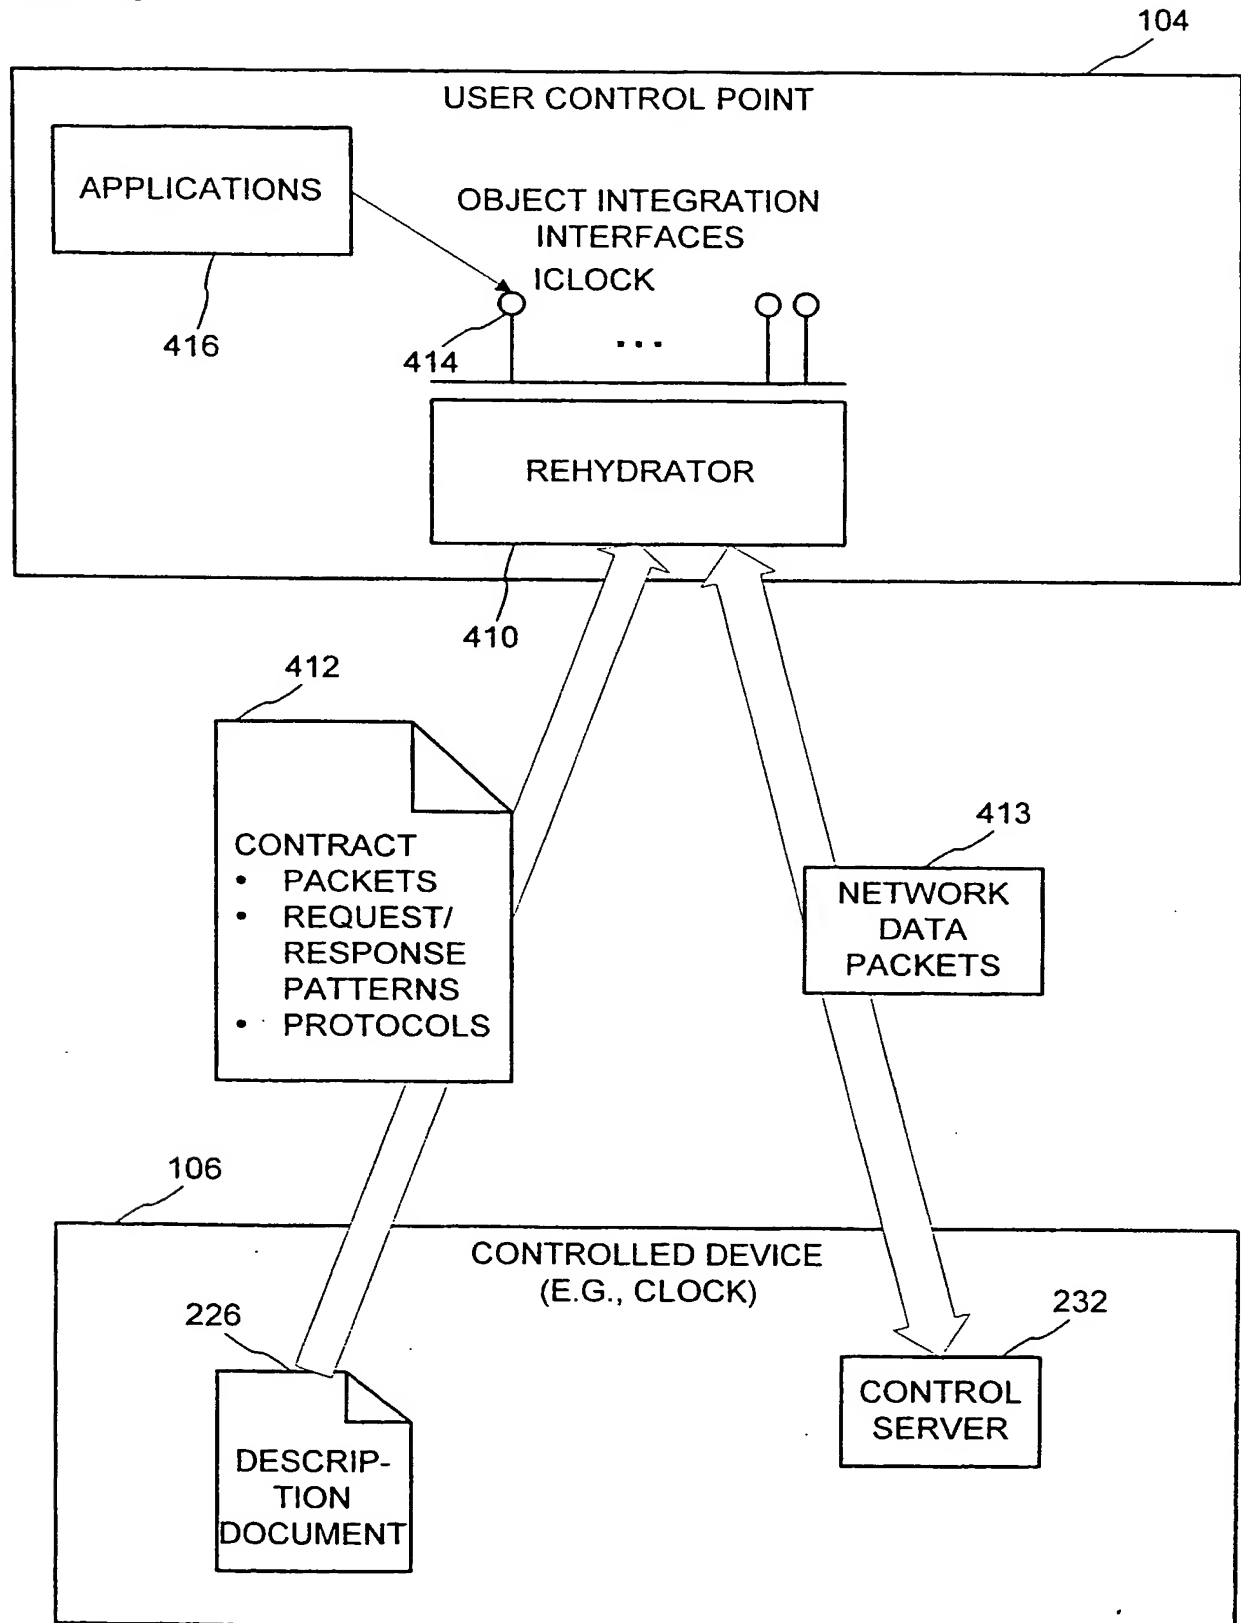 104
USER CONTROL POINT
APPLICATIONS
OBJECT INTEGRATION
INTERFACES
ICLOCK
416
414
...
REHYDRATOR
410
412
CONTRACT
• PACKETS
• REQUEST/
RESPONSE
PATTERNS
• PROTOCOLS
413
NETWORK
DATA
PACKETS
106
CONTROLLED DEVICE
(E.G., CLOCK)
226
232
CONTROL
SERVER
DESCRIP-
TION
DOCUMENT